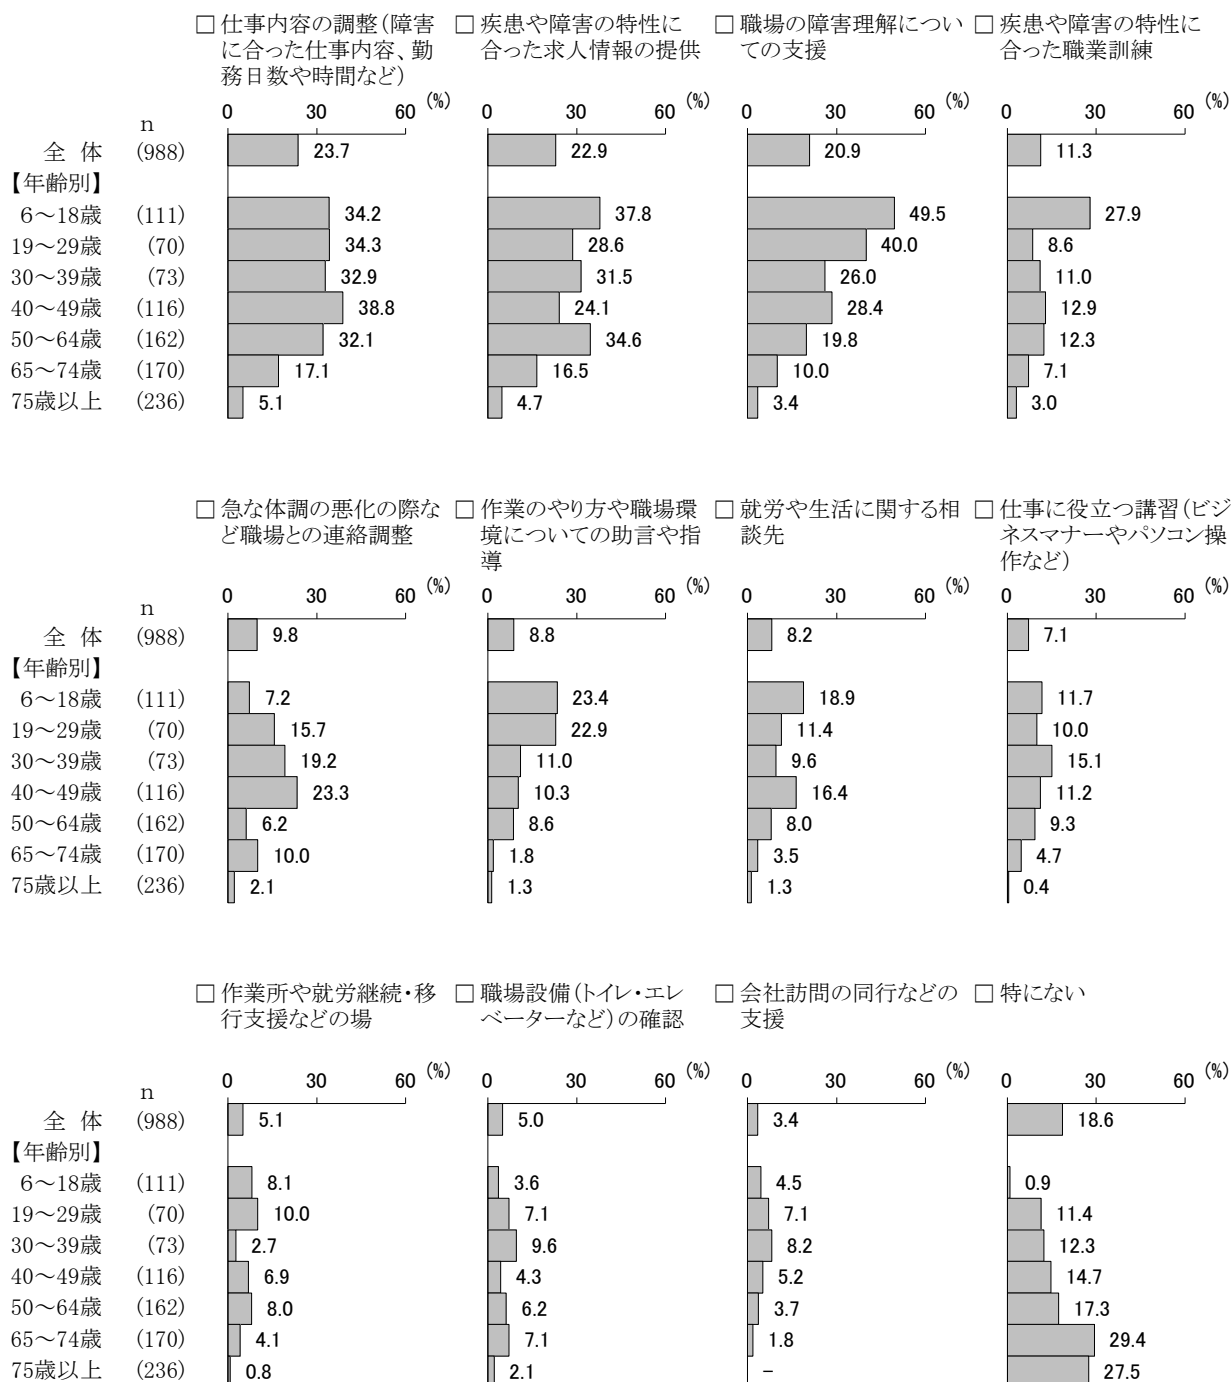 □ 仕事内容の調整(障害 □ 疾患や障害の特性に □ 職場の障害理解につい □ 疾患や障害の特性に
に合った仕事内容、勤 合った求人情報の提供 ての支援 合った職業訓練
務日数や時間など)
0 30 60 (%) 0 30 60 (%) 0 30 60 (%) 0 30 60 (%)
n
全 体 (988) 23.7 22.9 20.9 11.3
【年齢別】
6～18歳 (111) 34.2 37.8 49.5 27.9
19～29歳 (70) 34.3 28.6 40.0 8.6
30～39歳 (73) 32.9 31.5 26.0 11.0
40～49歳 (116) 38.8 24.1 28.4 12.9
50～64歳 (162) 32.1 34.6 19.8 12.3
65～74歳 (170) 17.1 16.5 10.0 7.1
75歳以上 (236) 5.1 4.7 3.4 3.0
□ 急な体調の悪化の際な □ 作業のやり方や職場環 □ 就労や生活に関する相 □ 仕事に役立つ講習(ビジ
ど職場との連絡調整 境についての助言や指 談先 ネスマナーやパソコン操
導 作など)
0 30 60 (%) 0 30 60 (%) 0 30 60 (%) 0 30 60 (%)
n
全 体 (988) 9.8 8.8 8.2 7.1
【年齢別】
6～18歳 (111) 7.2 23.4 18.9 11.7
19～29歳 (70) 15.7 22.9 11.4 10.0
30～39歳 (73) 19.2 11.0 9.6 15.1
40～49歳 (116) 23.3 10.3 16.4 11.2
50～64歳 (162) 6.2 8.6 8.0 9.3
65～74歳 (170) 10.0 1.8 3.5 4.7
75歳以上 (236) 2.1 1.3 1.3 0.4
□ 作業所や就労継続・移 □ 職場設備(トイレ・エレ □ 会社訪問の同行などの □ 特にない
行支援などの場 ベーターなど)の確認 支援
0 30 60 (%) 0 30 60 (%) 0 30 60 (%) 0 30 60 (%)
n
全 体 (988) 5.1 5.0 3.4 18.6
【年齢別】
6～18歳 (111) 8.1 3.6 4.5 0.9
19～29歳 (70) 10.0 7.1 7.1 11.4
30～39歳 (73) 2.7 9.6 8.2 12.3
40～49歳 (116) 6.9 4.3 5.2 14.7
50～64歳 (162) 8.0 6.2 3.7 17.3
65～74歳 (170) 4.1 7.1 1.8 29.4
75歳以上 (236) 0.8 2.1 － 27.5